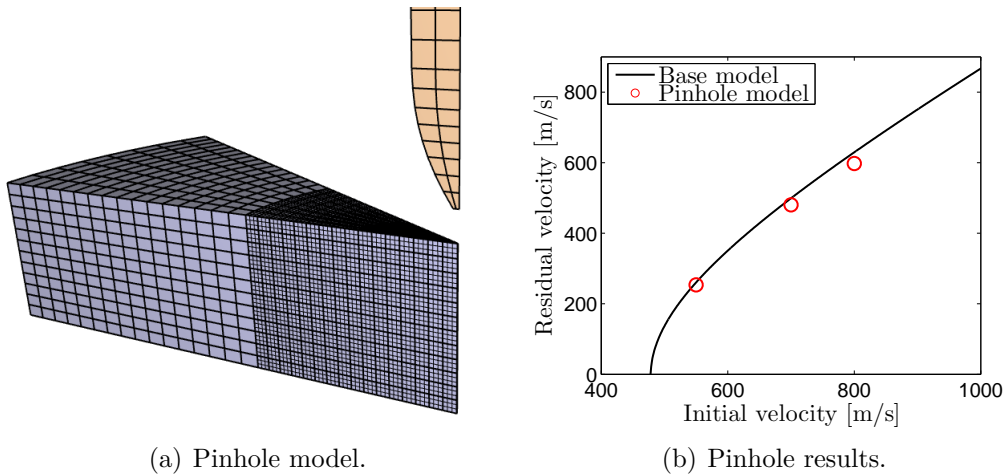 Base model
Pinhole model
Residual velocity [m/s]
800
600
400
200
0
400
600
800
1000
Initial velocity [m/s]
(a) Pinhole model.
(b) Pinhole results.